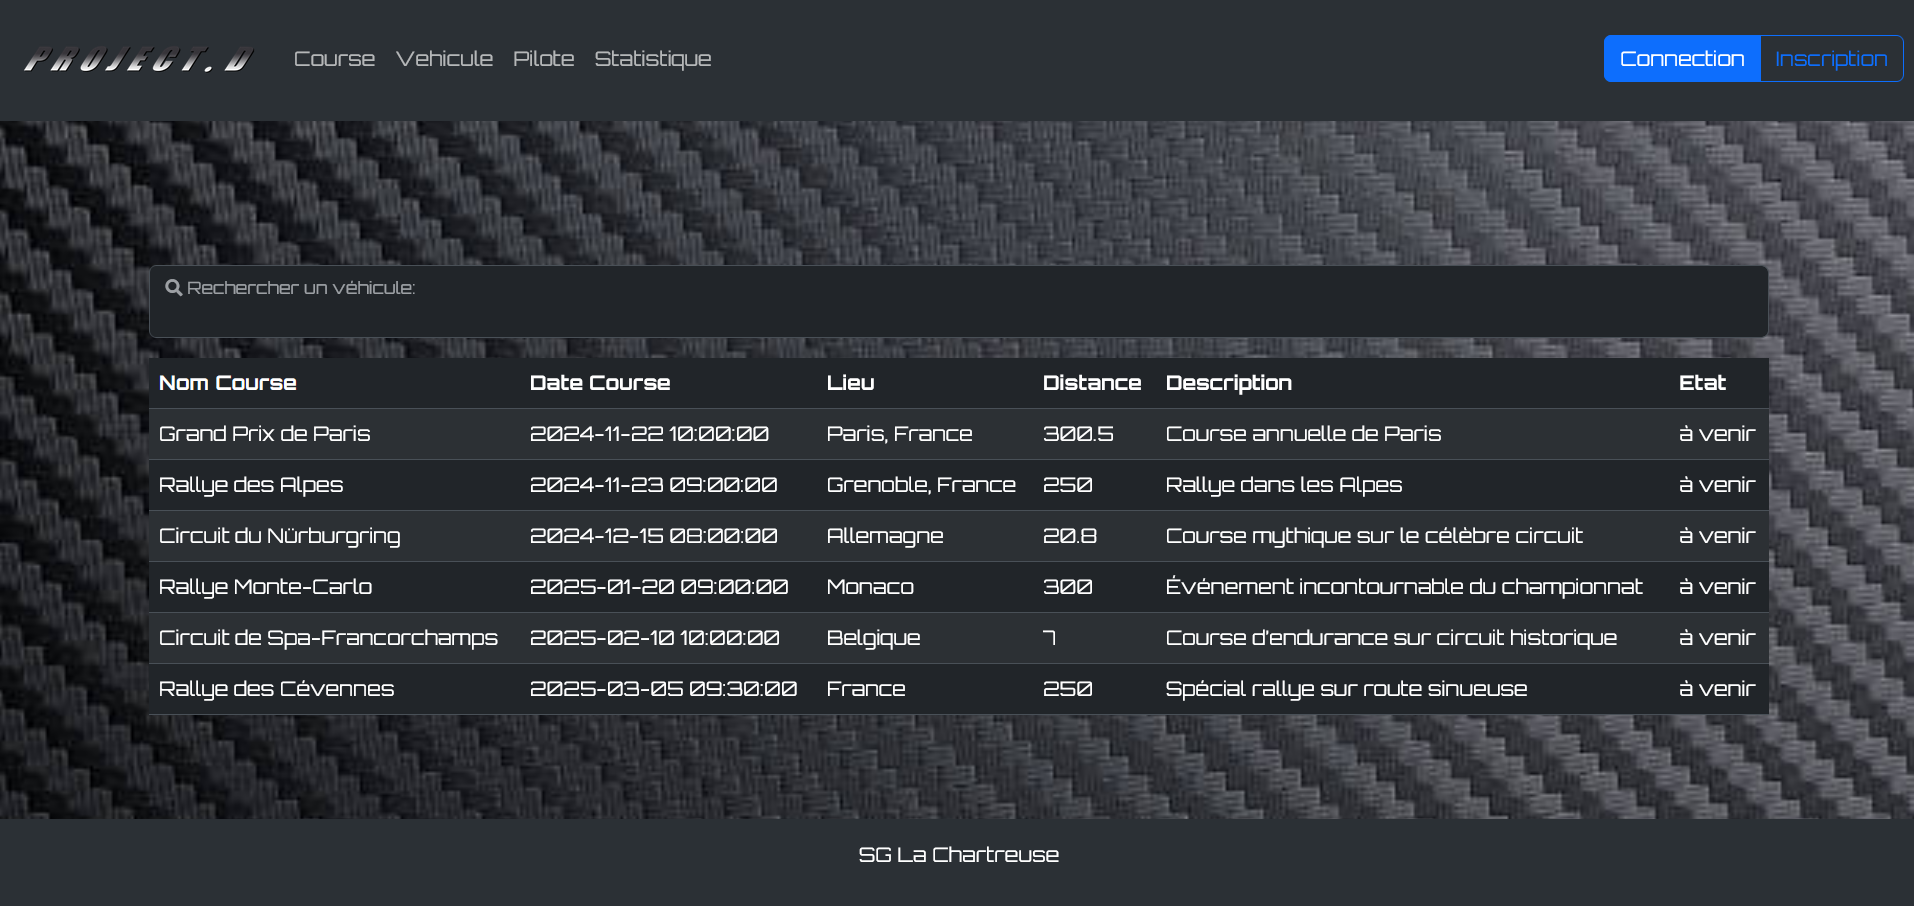 PROJECT.D Course Vehicule Pilote Statistique Connection Inscription
Rechercher un véhicule:
Nom Course Date Course Lieu Distance Description Etat
Grand Prix de Paris 2024-11-22 10:00:00 Paris, France 300.5 Course annuelle de Paris à venir
Rallye des Alpes 2024-11-23 09:00:00 Grenoble, France 250 Rallye dans les Alpes à venir
Circuit du Nürburgring 2024-12-15 08:00:00 Allemagne 20.8 Course mythique sur le célèbre circuit à venir
Rallye Monte-Carlo 2025-01-20 09:00:00 Monaco 300 Événement incontournable du championnat à venir
Circuit de Spa-Francorchamps 2025-02-10 10:00:00 Belgique 7 Course d'endurance sur circuit historique à venir
Rallye des Cévennes 2025-03-05 09:30:00 France 250 Spécial rallye sur route sinueuse à venir
SG La Chartreuse